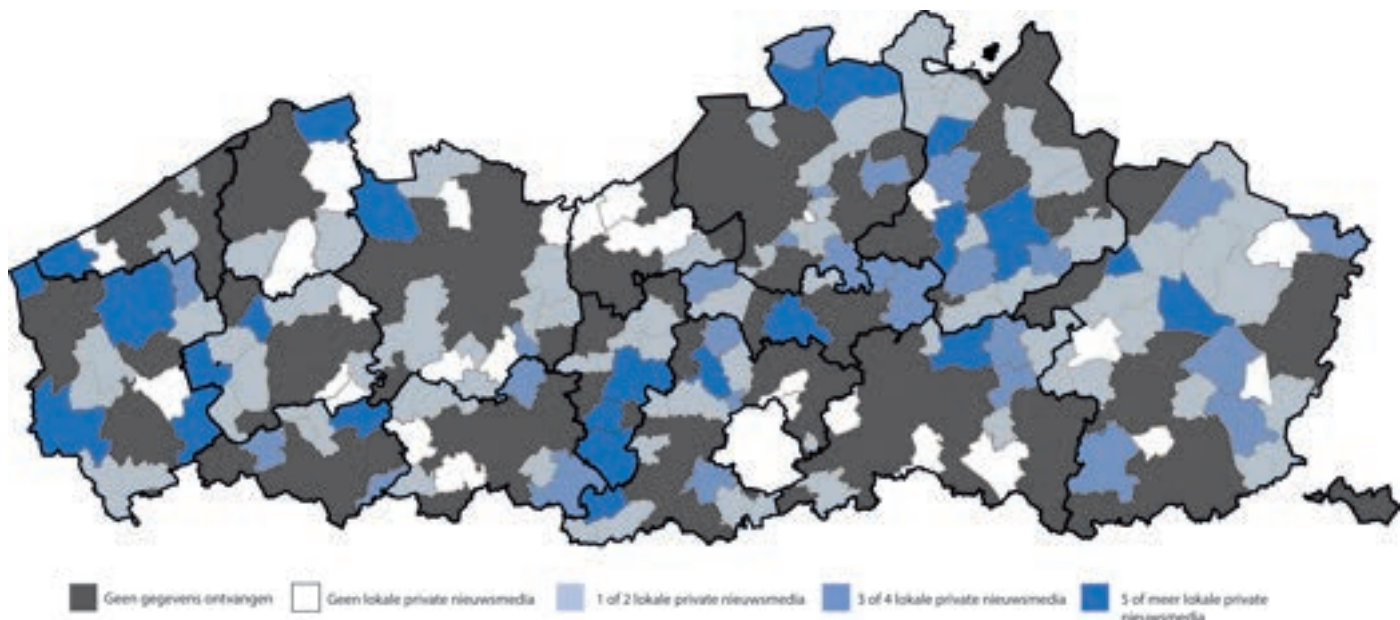 Geen gegevens ontvangen
Geen lokale private nieuwsmedia
1 of 2 lokale private nieuwsmedia
3 of 4 lokale private nieuwsmedia
5 of meer lokale private
nieuwsmedia